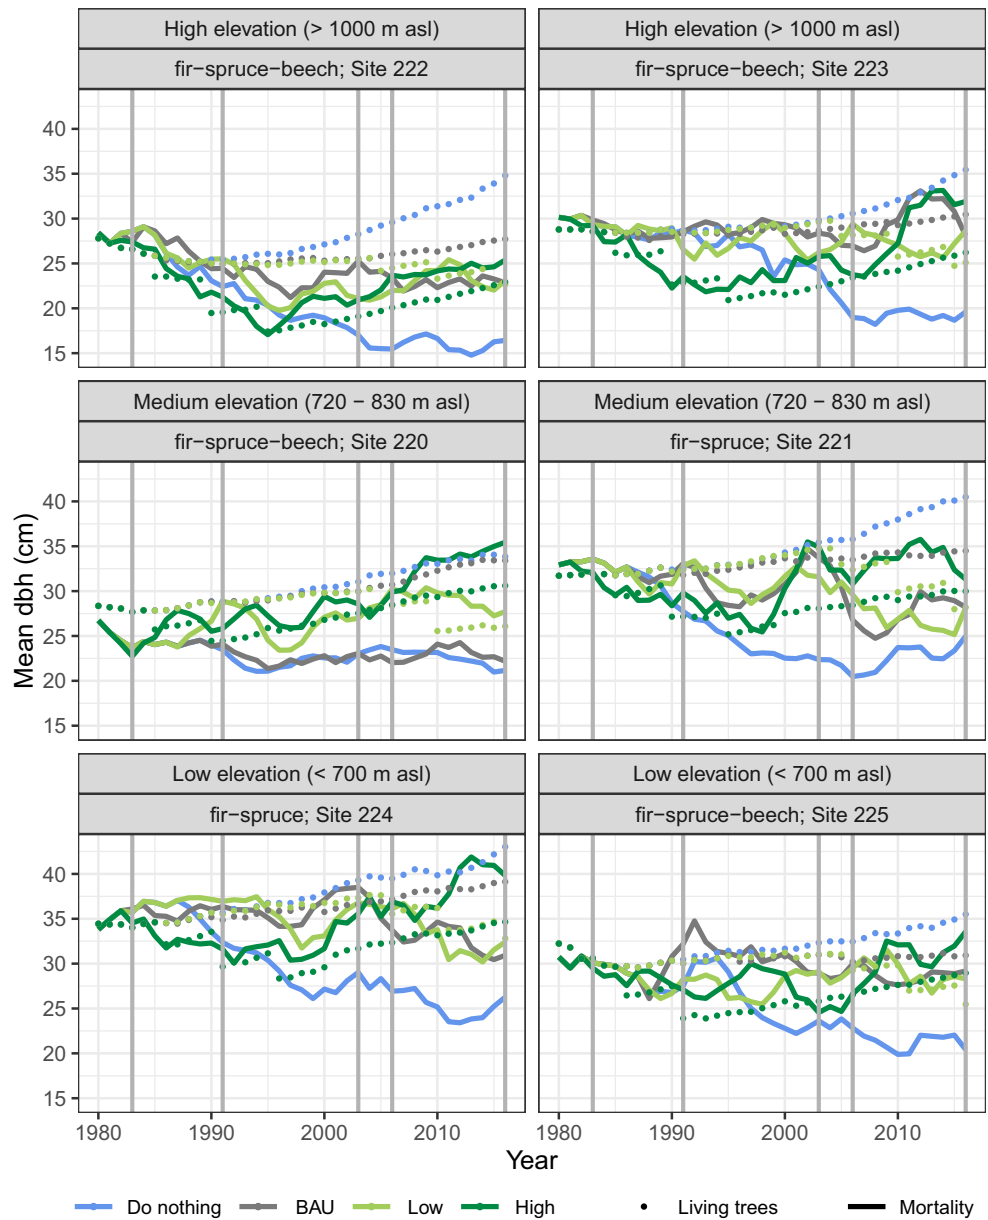 High elevation (> 1000 m asl)
High elevation (> 1000 m asl)
fir−spruce−beech; Site 222
fir−spruce−beech; Site 223
40
35
30
25
20
15
Medium elevation (720 − 830 m asl)
Medium elevation (720 − 830 m asl)
fir−spruce−beech; Site 220
fir−spruce; Site 221
40
35
30
25
20
15
Mean dbh (cm)
Low elevation (< 700 m asl)
Low elevation (< 700 m asl)
fir−spruce; Site 224
fir−spruce−beech; Site 225
40
35
30
25
20
15
1980 1990 2000 2010
1980 1990 2000 2010
Year
Do nothing BAU Low High Living trees Mortality